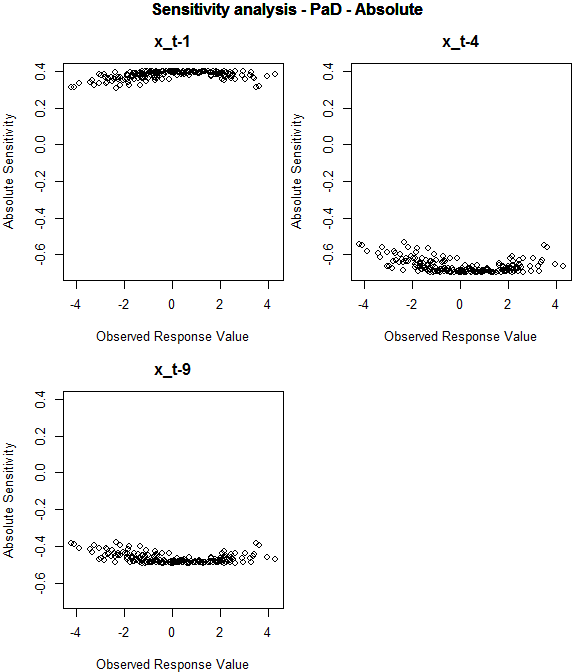 Sensitivity analysis - PaD - Absolute
x_t-1
x_t-4
Absolute Sensitivity
0.4
0.2
0.0
-0.2
-0.4
-0.6
-4 -2 0 2 4
Observed Response Value
Absolute Sensitivity
0.4
0.2
0.0
-0.2
-0.4
-0.6
-4 -2 0 2 4
Observed Response Value
x_t-9
Absolute Sensitivity
0.4
0.2
0.0
-0.2
-0.4
-0.6
-4 -2 0 2 4
Observed Response Value